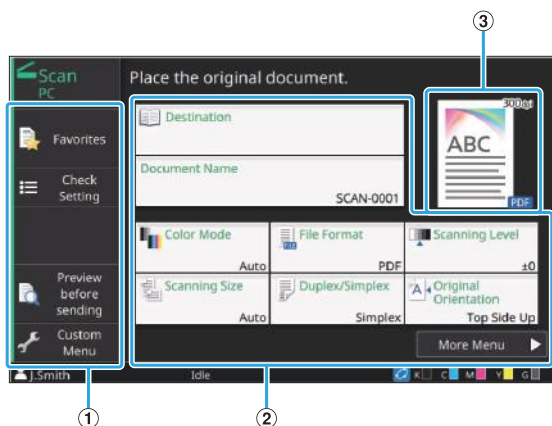 ③
Scan
PC
Place the original document.
300dpi
Favorites
Destination
ABC
PDF
Check
Setting
Document Name
SCAN-0001
Color Mode
Auto
File Format
PDF
Scanning Level
±0
Preview
before
sending
Scanning Size
Auto
Duplex/Simplex
Simplex
Original
Orientation
Top Side Up
Custom
Menu
More Menu
J.Smith
Idle
K
C
M
Y
G
①
②